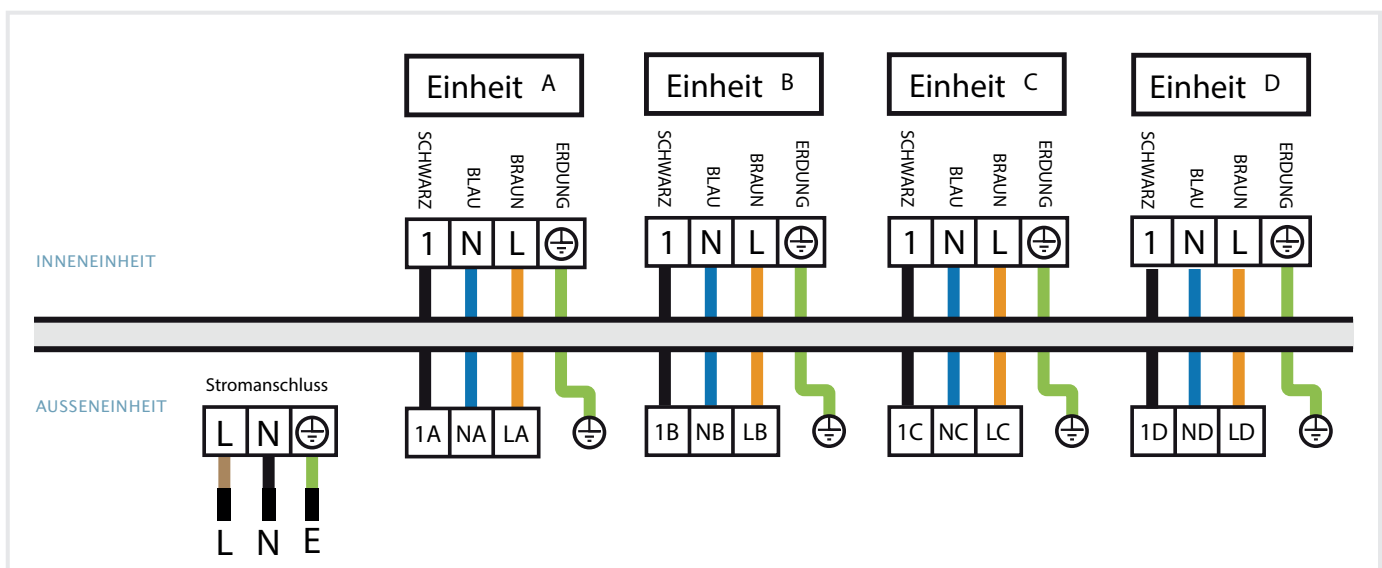 Einheit A
Einheit B
Einheit C
Einheit D
SCHWARZ BLAU BRAUN ERDUNG
SCHWARZ BLAU BRAUN ERDUNG
SCHWARZ BLAU BRAUN ERDUNG
SCHWARZ BLAU BRAUN ERDUNG
1 N L
1 N L
1 N L
1 N L
INNENEINHEIT
AUSSENEINHEIT
Stromanschluss
L N
L N E
1A NA LA
1B NB LB
1C NC LC
1D ND LD